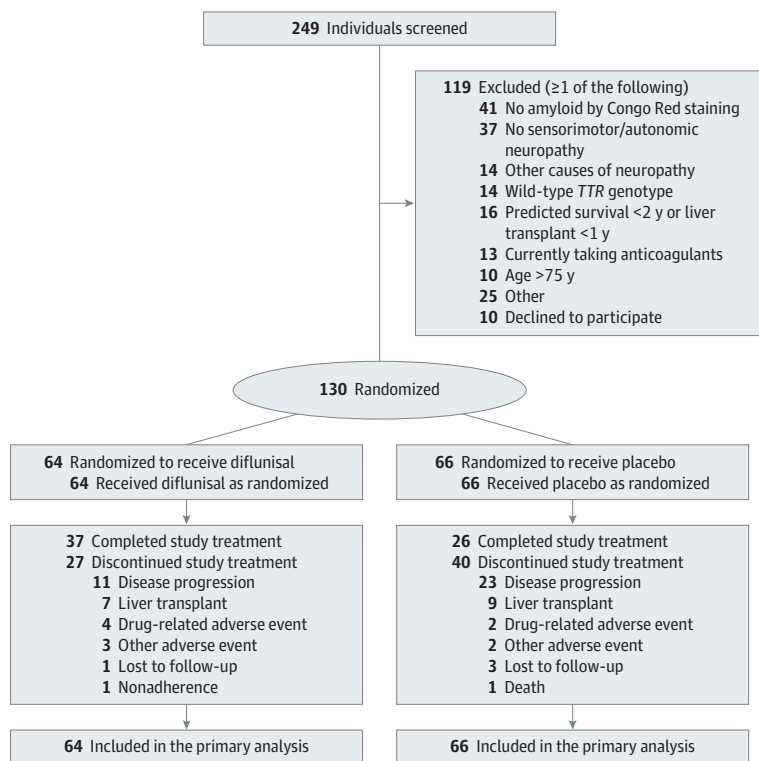 249 Individuals screened
119 Excluded (≥1 of the following)
41 No amyloid by Congo Red staining
37 No sensorimotor/autonomic
neuropathy
14 Other causes of neuropathy
14 Wild-type TTR genotype
16 Predicted survival <2 y or liver
transplant <1 y
13 Currently taking anticoagulants
10 Age >75 y
25 Other
10 Declined to participate
130 Randomized
64 Randomized to receive diflunisal
64 Received diflunisal as randomized
66 Randomized to receive placebo
66 Received placebo as randomized
37 Completed study treatment
27 Discontinued study treatment
11 Disease progression
7 Liver transplant
4 Drug-related adverse event
3 Other adverse event
1 Lost to follow-up
1 Nonadherence
26 Completed study treatment
40 Discontinued study treatment
23 Disease progression
9 Liver transplant
2 Drug-related adverse event
2 Other adverse event
3 Lost to follow-up
1 Death
64 Included in the primary analysis
66 Included in the primary analysis